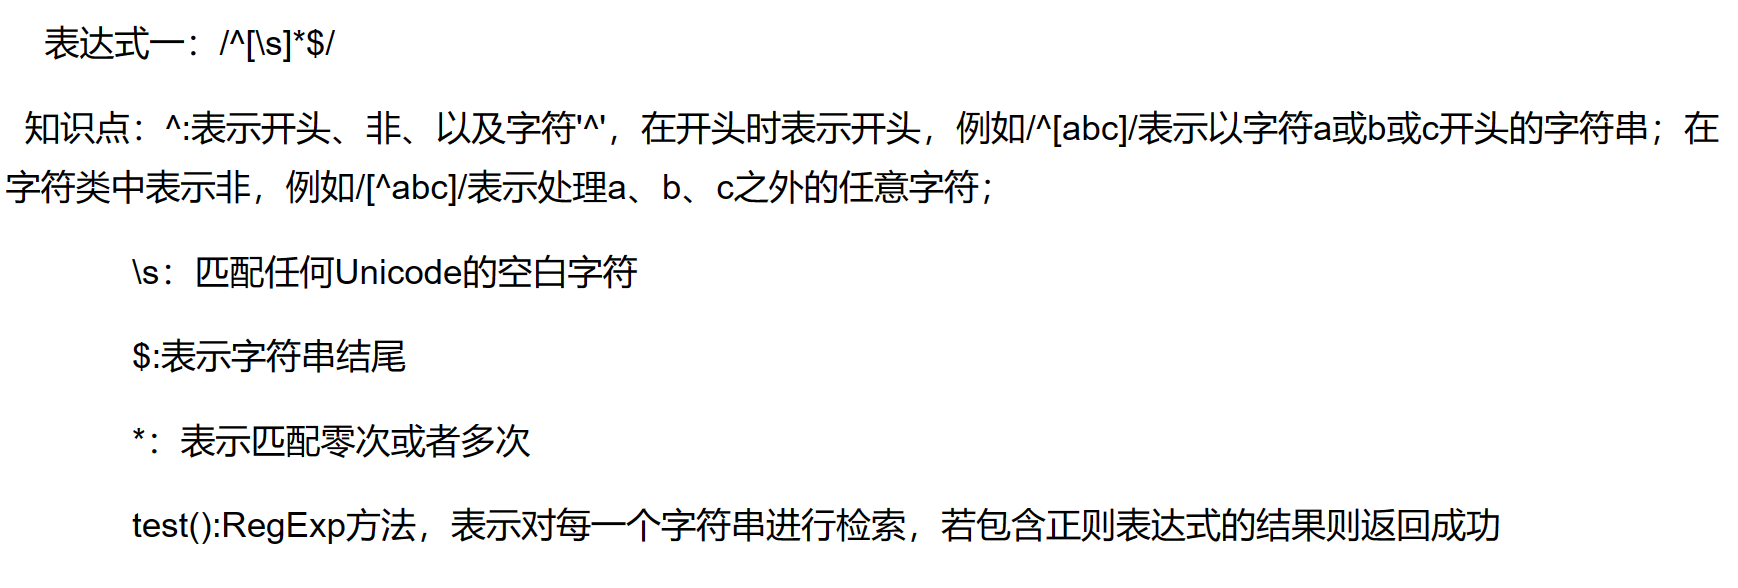 表达式一：/^[\s]*$/
知识点：^:表示开头、非、以及字符'^'，在开头时表示开头，例如/^[abc]/表示以字符a或b或c开头的字符串；在
字符类中表示非，例如/[^abc]/表示处理a、b、c之外的任意字符；
\s：匹配任何Unicode的空白字符
$:表示字符串结尾
*：表示匹配零次或者多次
test():RegExp方法，表示对每一个字符串进行检索，若包含正则表达式的结果则返回成功